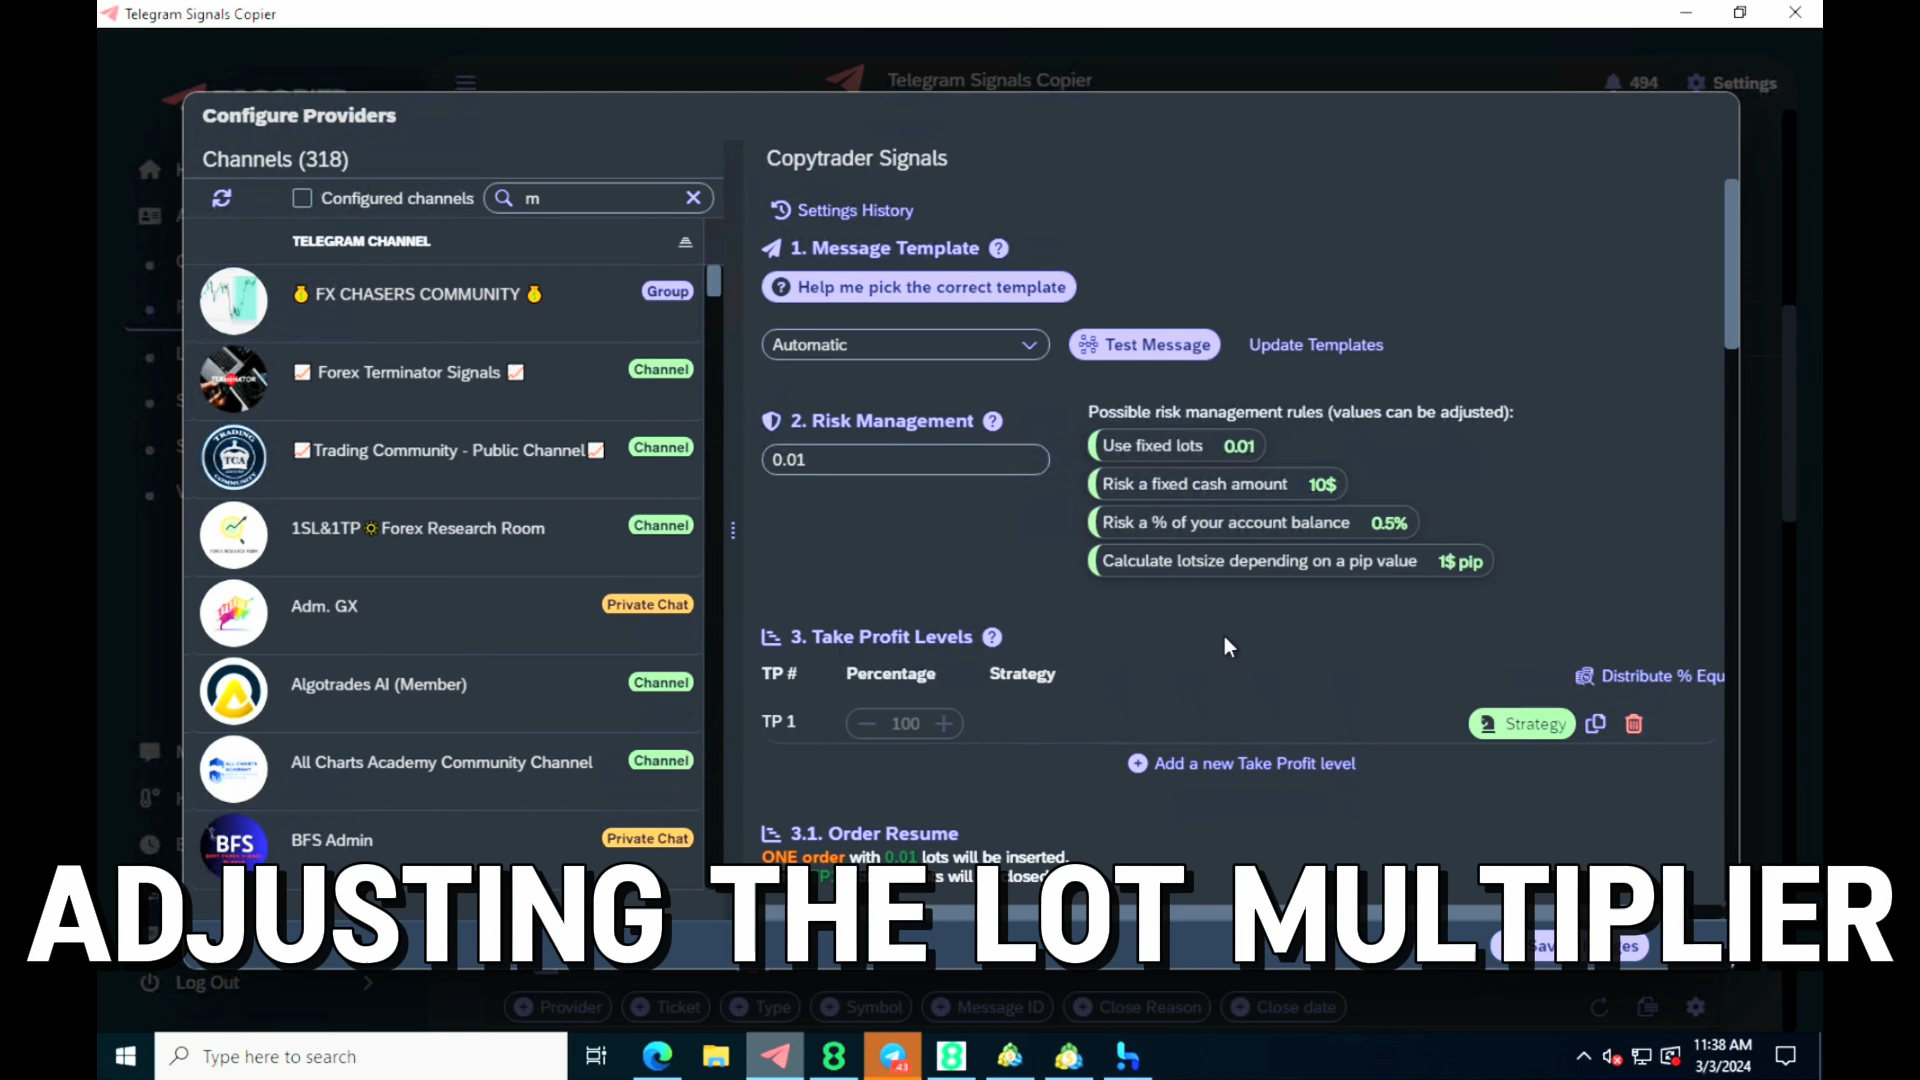 Telegram Signals Copier
Telegram Signals Copier
494
Settings
Configure Providers
Channels (318)
Configured channels
m
TELEGRAM CHANNEL
FX CHASERS COMMUNITY
Group
Forex Terminator Signals
Channel
Trading Community - Public Channel
Channel
1SL&1TP Forex Research Room
Channel
Adm. GX
Private Chat
Algotrades AI (Member)
Channel
All Charts Academy Community Channel
Channel
BFS
BFS Admin
Private Chat
Copytrader Signals
Settings History
1. Message Template ?
? Help me pick the correct template
Automatic
Test Message
Update Templates
2. Risk Management ?
0.01
Possible risk management rules (values can be adjusted):
Use fixed lots 0.01
Risk a fixed cash amount 10$
Risk a % of your account balance 0.5%
Calculate lotsize depending on a pip value 1$ pip
3. Take Profit Levels ?
TP # Percentage Strategy
Distribute % Equ
TP 1 100
Strategy
Add a new Take Profit level
3.1. Order Resume
ONE order with 0.01 lots will be inserted.
ADJUSTING THE LOT MULTIPLIER
Log Out
Provider
Ticket
Type
Symbol
Message ID
Close Reason
Close date
Type here to search
43
11:38 AM
3/3/2024